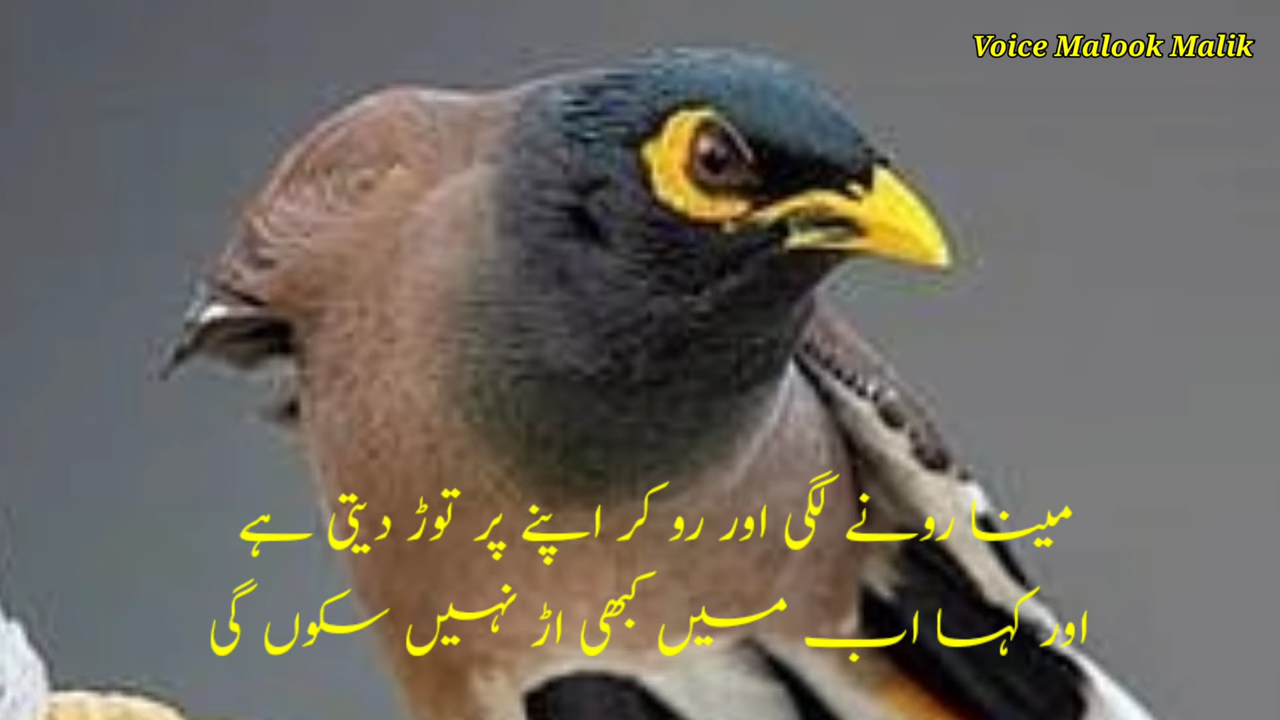 Voice Malook Malik
مینا رونے لگی اور رو کر اپنے پر توڑ دیتی ہے
اور کہا اب میں کبھی اڑ نہیں سکوں گی